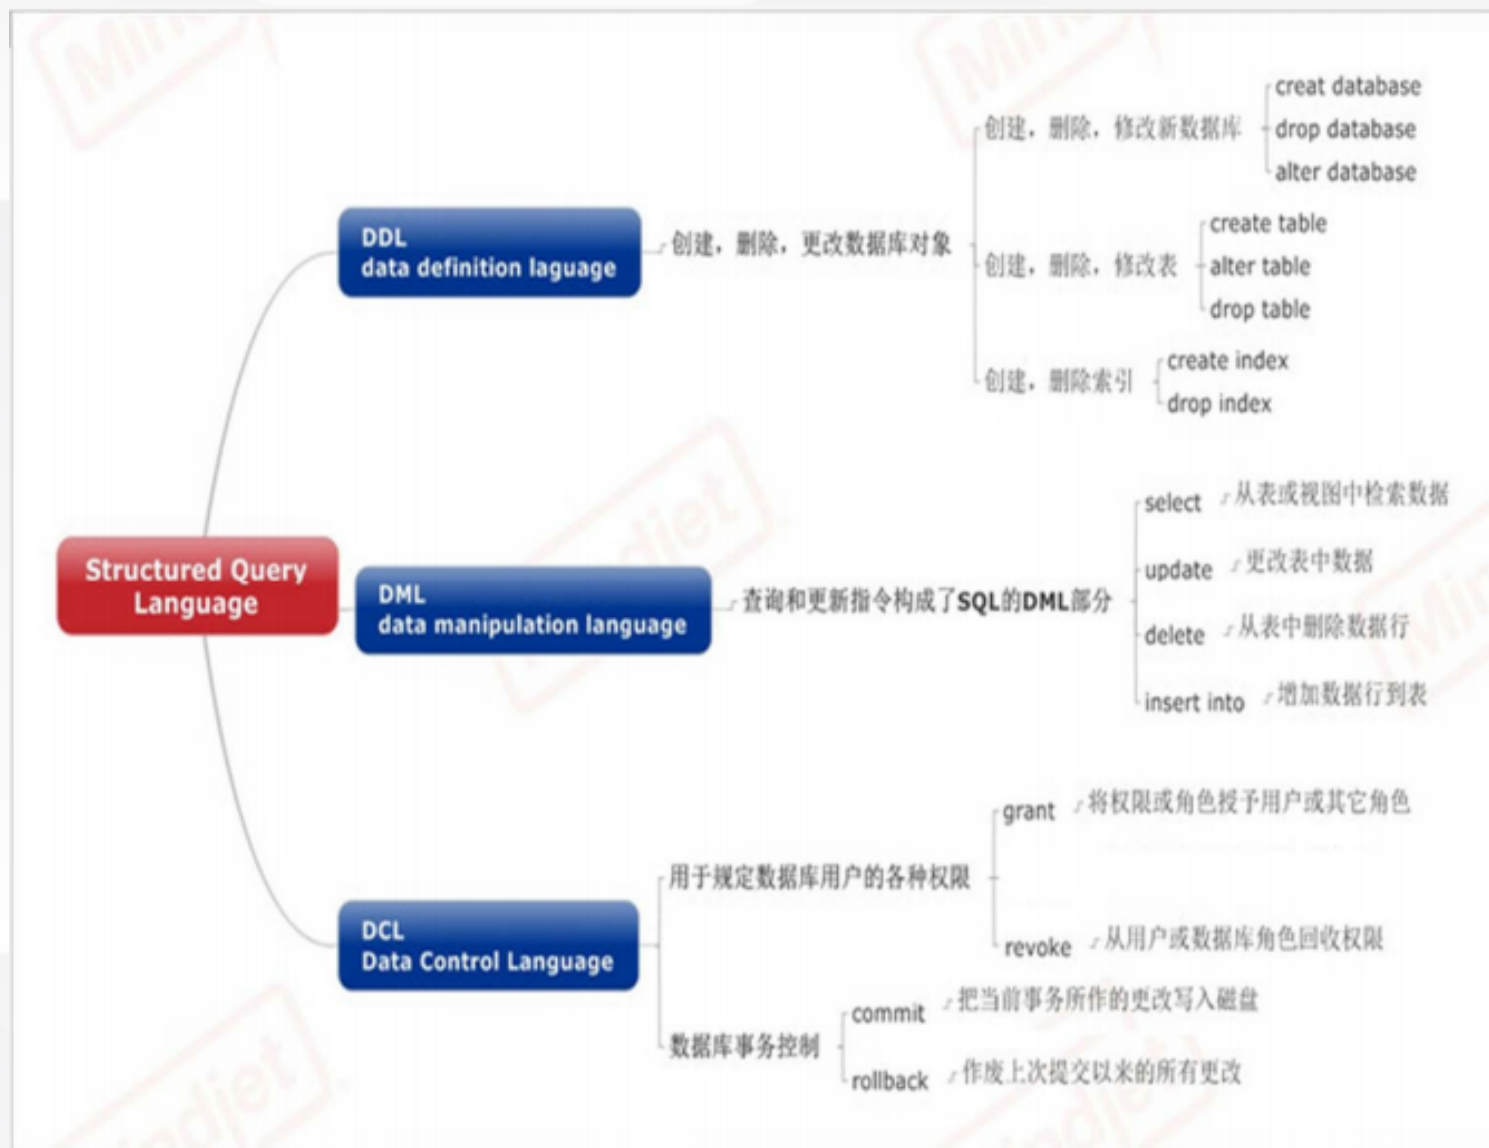 Structured Query
Language
DDL
data definition laguage
创建，删除，更改数据库对象
创建，删除，修改新数据库
creat database
drop database
alter database
创建，删除，修改表
create table
alter table
drop table
创建，删除索引
create index
drop index
DML
data manipulation language
查询和更新指令构成了SQL的DML部分
select
从表或视图中检索数据
update
更改表中数据
delete
从表中删除数据行
insert into
增加数据行到表
DCL
Data Control Language
用于规定数据库用户的各种权限
grant
将权限或角色授予用户或其它角色
revoke
从用户或数据库角色回收权限
数据库事务控制
commit
把当前事务所作的更改写入磁盘
rollback
作废上次提交以来的所有更改